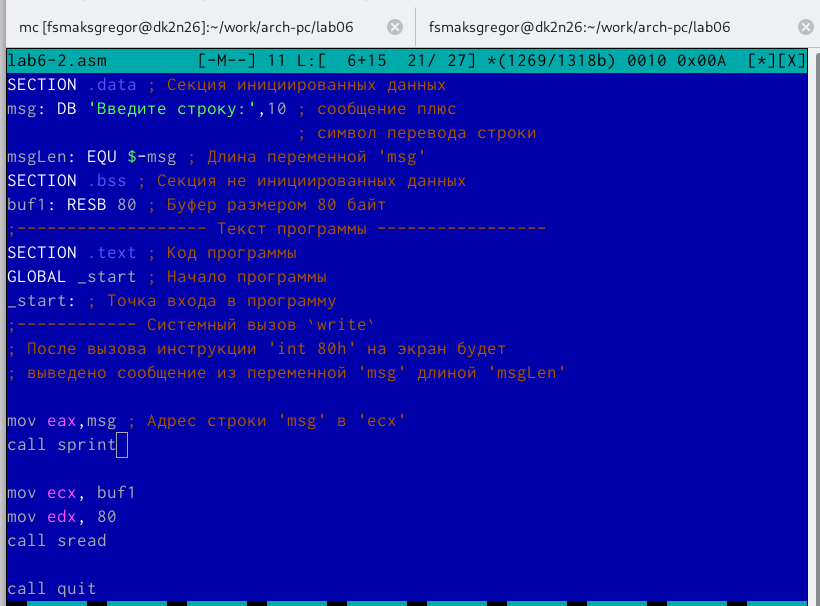 mc [fsmaksgregor@dk2n26]:~/work/arch-pc/lab06
fsmaksgregor@dk2n26:~/work/arch-pc/lab06
lab6-2.asm [-M--] 11 L:[ 6+15 21/ 27] *(1269/1318b) 0010 0x00A [*][X]
SECTION .data ; Секция инициированных данных
msg: DB 'Введите строку:',10 ; сообщение плюс
; символ перевода строки
msgLen: EQU $-msg ; Длина переменной 'msg'
SECTION .bss ; Секция не инициированных данных
buf1: RESB 80 ; Буфер размером 80 байт
;------------------- Текст программы -----------------
SECTION .text ; Код программы
GLOBAL _start ; Начало программы
_start: ; Точка входа в программу
;------------ Системный вызов `write`
; После вызова инструкции 'int 80h' на экран будет
; выведено сообщение из переменной 'msg' длиной 'msgLen'
mov eax,msg ; Адрес строки 'msg' в 'ecx'
call sprint
mov ecx, buf1
mov edx, 80
call sread
call quit